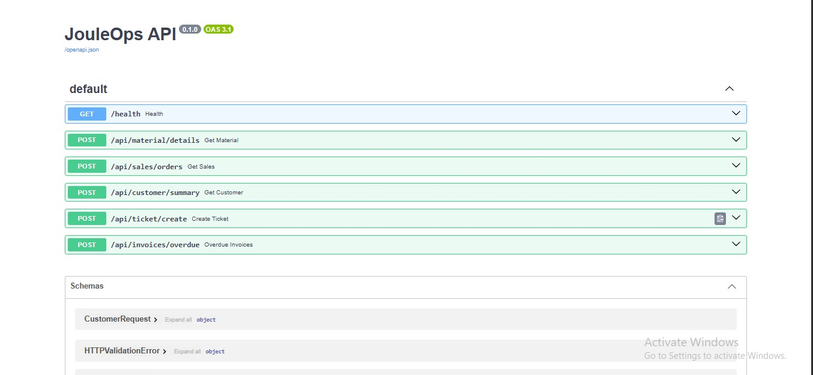 JouleOps API 0.1.0 OAS 3.1
/openapi.json
default
GET /health Health
POST /api/material/details Get Material
POST /api/sales/orders Get Sales
POST /api/customer/summary Get Customer
POST /api/ticket/create Create Ticket
POST /api/invoices/overdue Overdue Invoices
Schemas
CustomerRequest Expand all object
HTTPValidationError Expand all object
Activate Windows
Go to Settings to activate Windows.